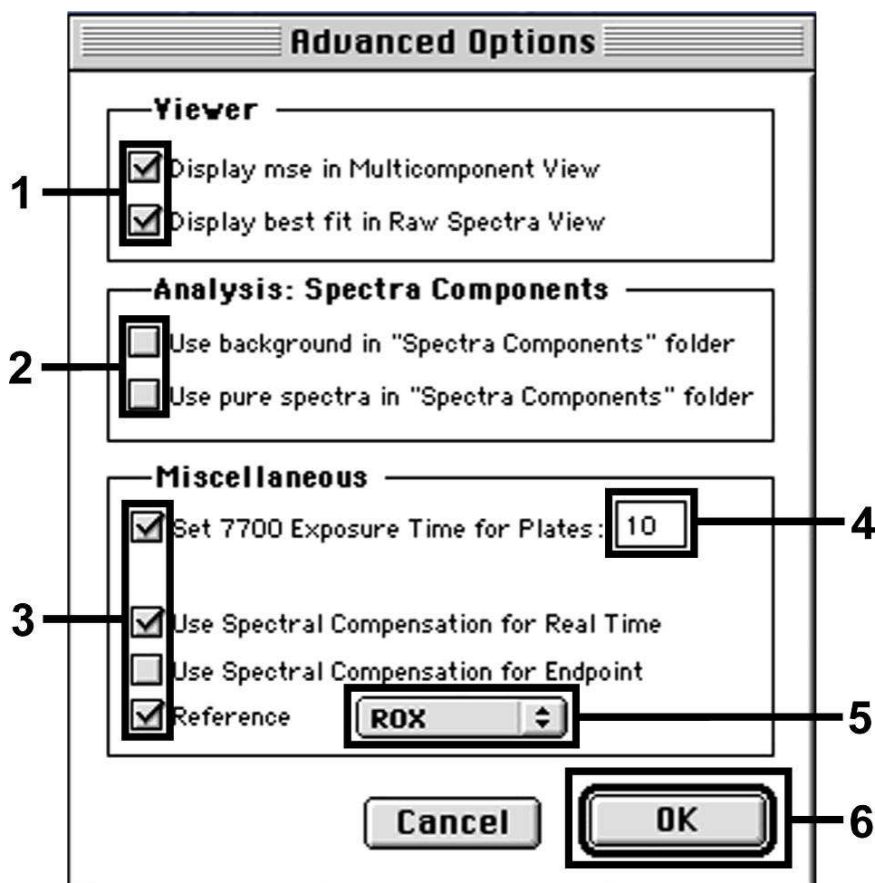 Advanced Options
Viewer
1
Display mse in Multicomponent View
Display best fit in Raw Spectra View
Analysis: Spectra Components
2
Use background in "Spectra Components" folder
Use pure spectra in "Spectra Components" folder
Miscellaneous
Set 7700 Exposure Time for Plates: 10
4
3
Use Spectral Compensation for Real Time
Use Spectral Compensation for Endpoint
Reference ROX
5
Cancel OK
6